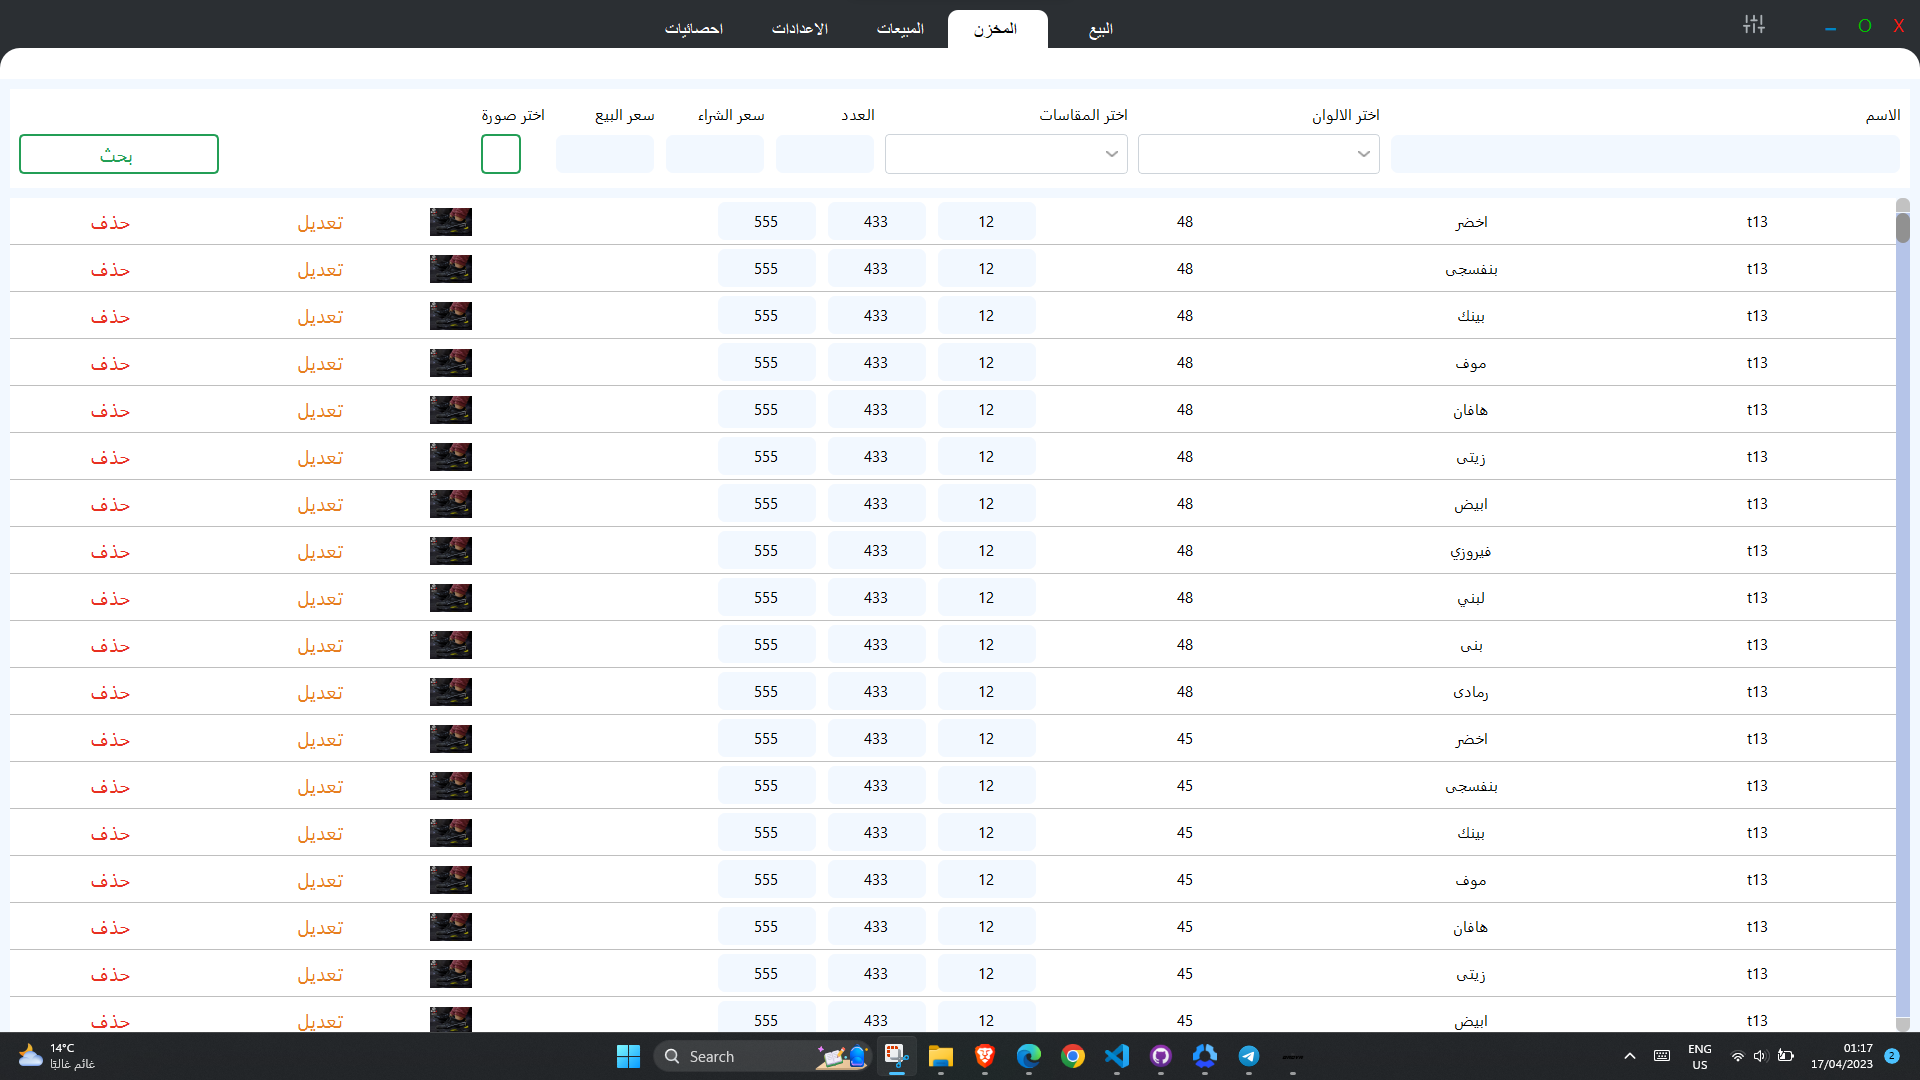 البيع المخزن المبيعات الاعدادات احصائيات
الاسم اختر الالوان اختر المقاسات العدد سعر الشراء سعر البيع اختر صورة
بحث
t13 اخضر 48 12 433 555 تعديل حذف
t13 بنفسجى 48 12 433 555 تعديل حذف
t13 بينك 48 12 433 555 تعديل حذف
t13 موف 48 12 433 555 تعديل حذف
t13 هافان 48 12 433 555 تعديل حذف
t13 زيتى 48 12 433 555 تعديل حذف
t13 ابيض 48 12 433 555 تعديل حذف
t13 فيروزي 48 12 433 555 تعديل حذف
t13 لبني 48 12 433 555 تعديل حذف
t13 بنى 48 12 433 555 تعديل حذف
t13 رمادى 48 12 433 555 تعديل حذف
t13 اخضر 45 12 433 555 تعديل حذف
t13 بنفسجى 45 12 433 555 تعديل حذف
t13 بينك 45 12 433 555 تعديل حذف
t13 موف 45 12 433 555 تعديل حذف
t13 هافان 45 12 433 555 تعديل حذف
t13 زيتى 45 12 433 555 تعديل حذف
t13 ابيض 45 12 433 555 تعديل حذف
14°C
غائم غالبًا
Search
ENG
US
01:17
17/04/2023
2